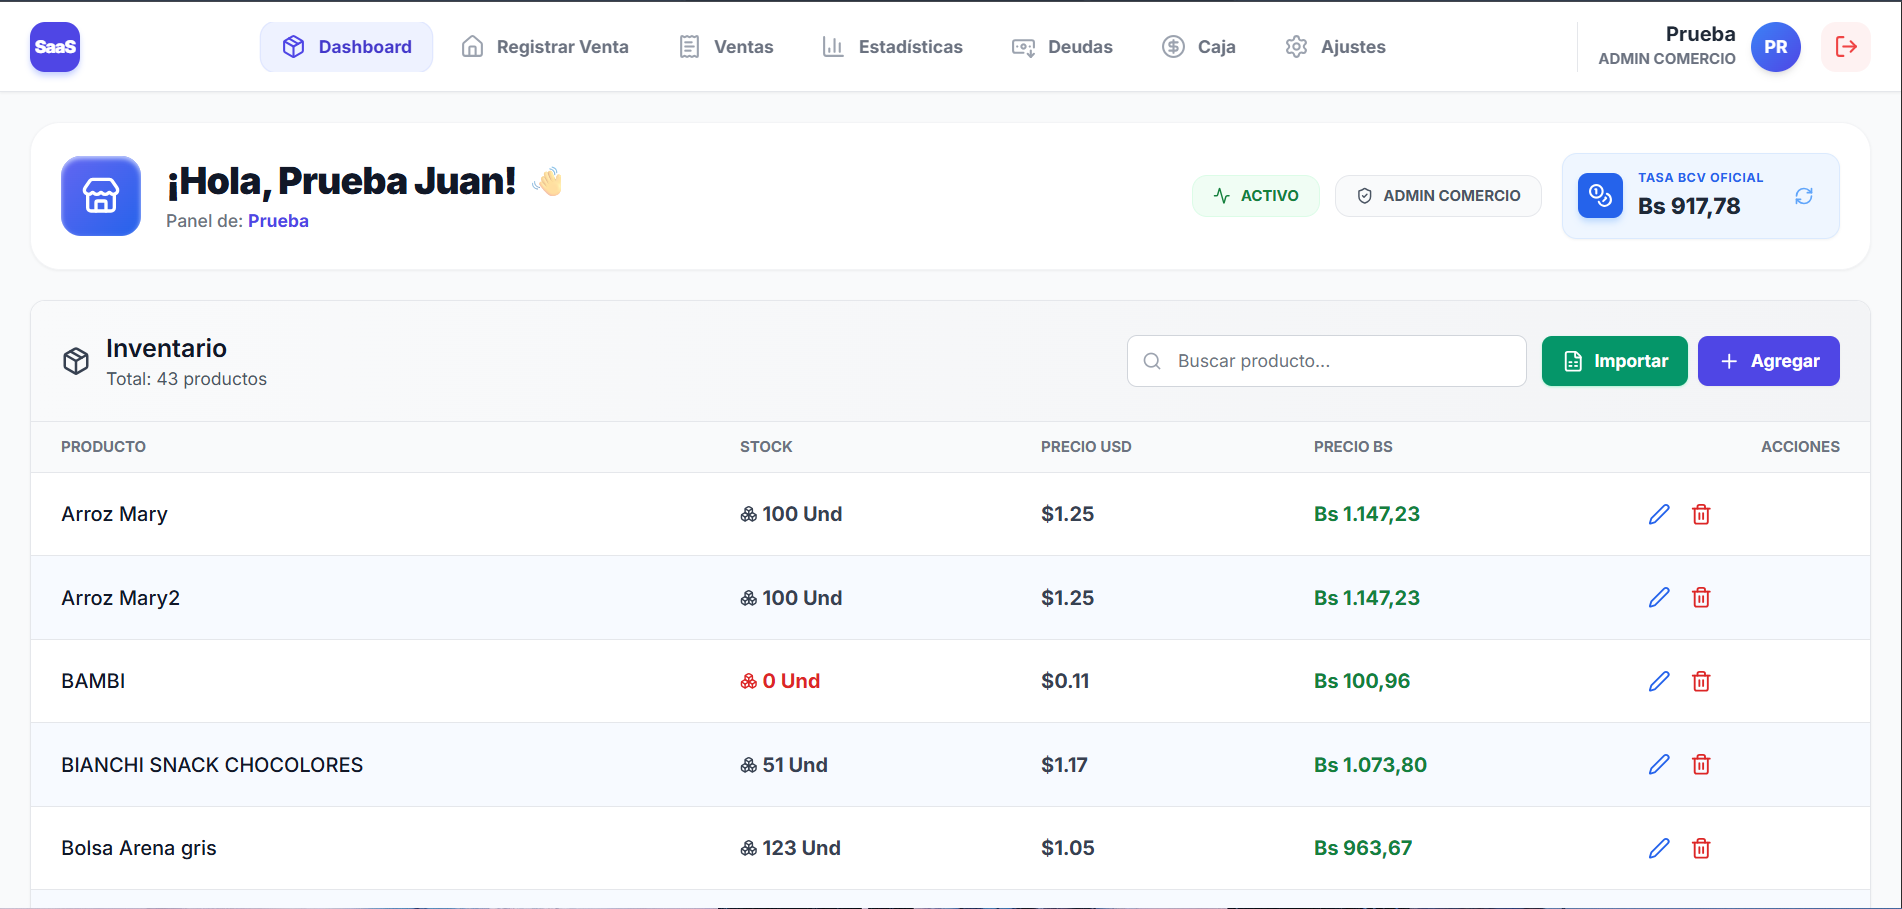 SaaS
Dashboard
Registrar Venta
Ventas
Estadísticas
Deudas
Caja
Ajustes
Prueba
ADMIN COMERCIO
PR
¡Hola, Prueba Juan! 👋
Panel de: Prueba
ACTIVO
ADMIN COMERCIO
TASA BCV OFICIAL
Bs 917,78
Inventario
Total: 43 productos
Buscar producto...
Importar
Agregar
PRODUCTO STOCK PRECIO USD PRECIO BS ACCIONES
Arroz Mary 100 Und $1.25 Bs 1.147,23
Arroz Mary2 100 Und $1.25 Bs 1.147,23
BAMBI 0 Und $0.11 Bs 100,96
BIANCHI SNACK CHOCOLORES 51 Und $1.17 Bs 1.073,80
Bolsa Arena gris 123 Und $1.05 Bs 963,67